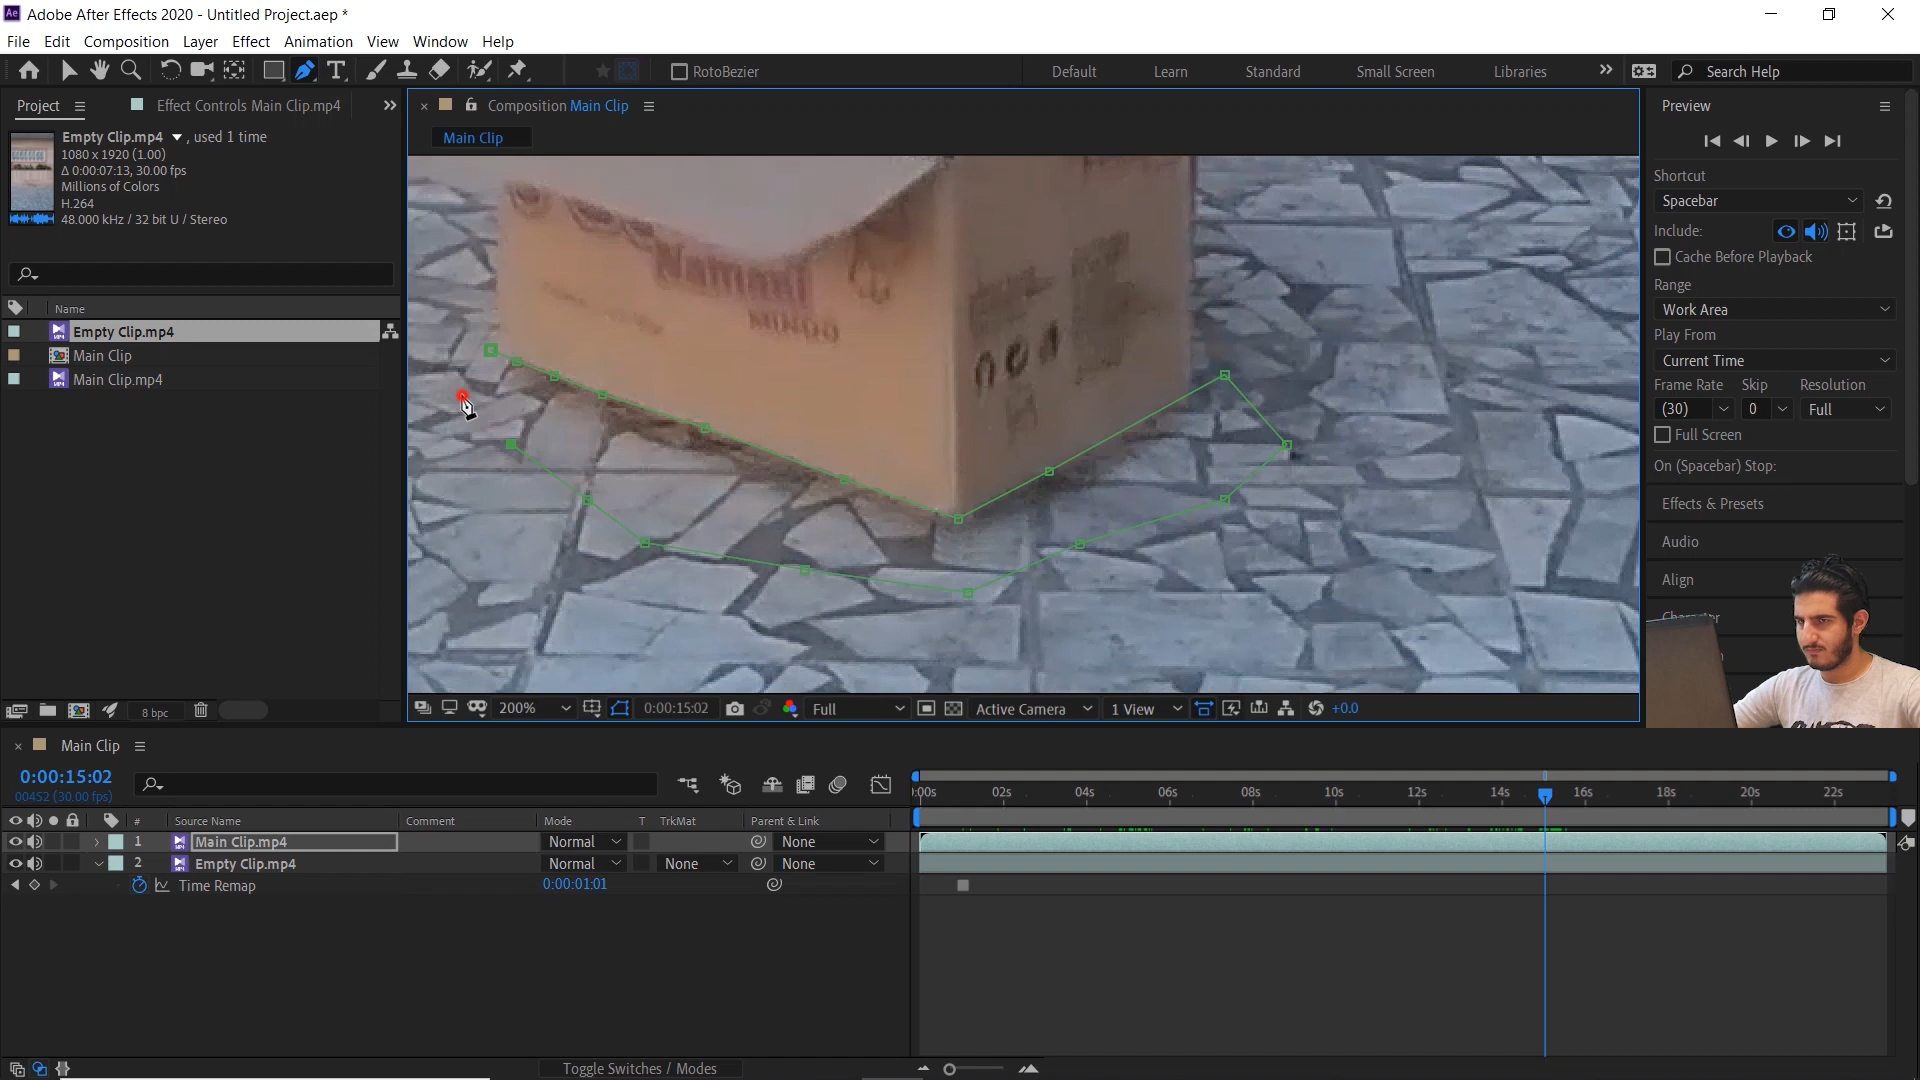 Adobe After Effects 2020 - Untitled Project.aep *
File Edit Composition Layer Effect Animation View Window Help
RotoBezier
Default Learn Standard Small Screen Libraries
Search Help
Project Effect Controls Main Clip.mp4
Empty Clip.mp4 , used 1 time
1080 x 1920 (1.00)
Δ 0:00:07:13, 30.00 fps
Millions of Colors
H.264
48.000 kHz / 32 bit U / Stereo
Name
Empty Clip.mp4
Main Clip
Main Clip.mp4
8 bpc
Composition Main Clip
Main Clip
200% 0:00:15:02 Full Active Camera 1 View +0.0
Preview
Shortcut
Spacebar
Include:
Cache Before Playback
Range
Work Area
Play From
Current Time
Frame Rate Skip Resolution
(30) 0 Full
Full Screen
On (Spacebar) Stop:
Effects & Presets
Audio
Align
Character
Main Clip
0:00:15:02
00452 (30.00 fps)
:00s 02s 04s 06s 08s 10s 12s 14s 16s 18s 20s 22s
# Source Name Comment Mode T TrkMat Parent & Link
1 Main Clip.mp4 Normal None
2 Empty Clip.mp4 Normal None None
Time Remap 0:00:01:01
Toggle Switches / Modes